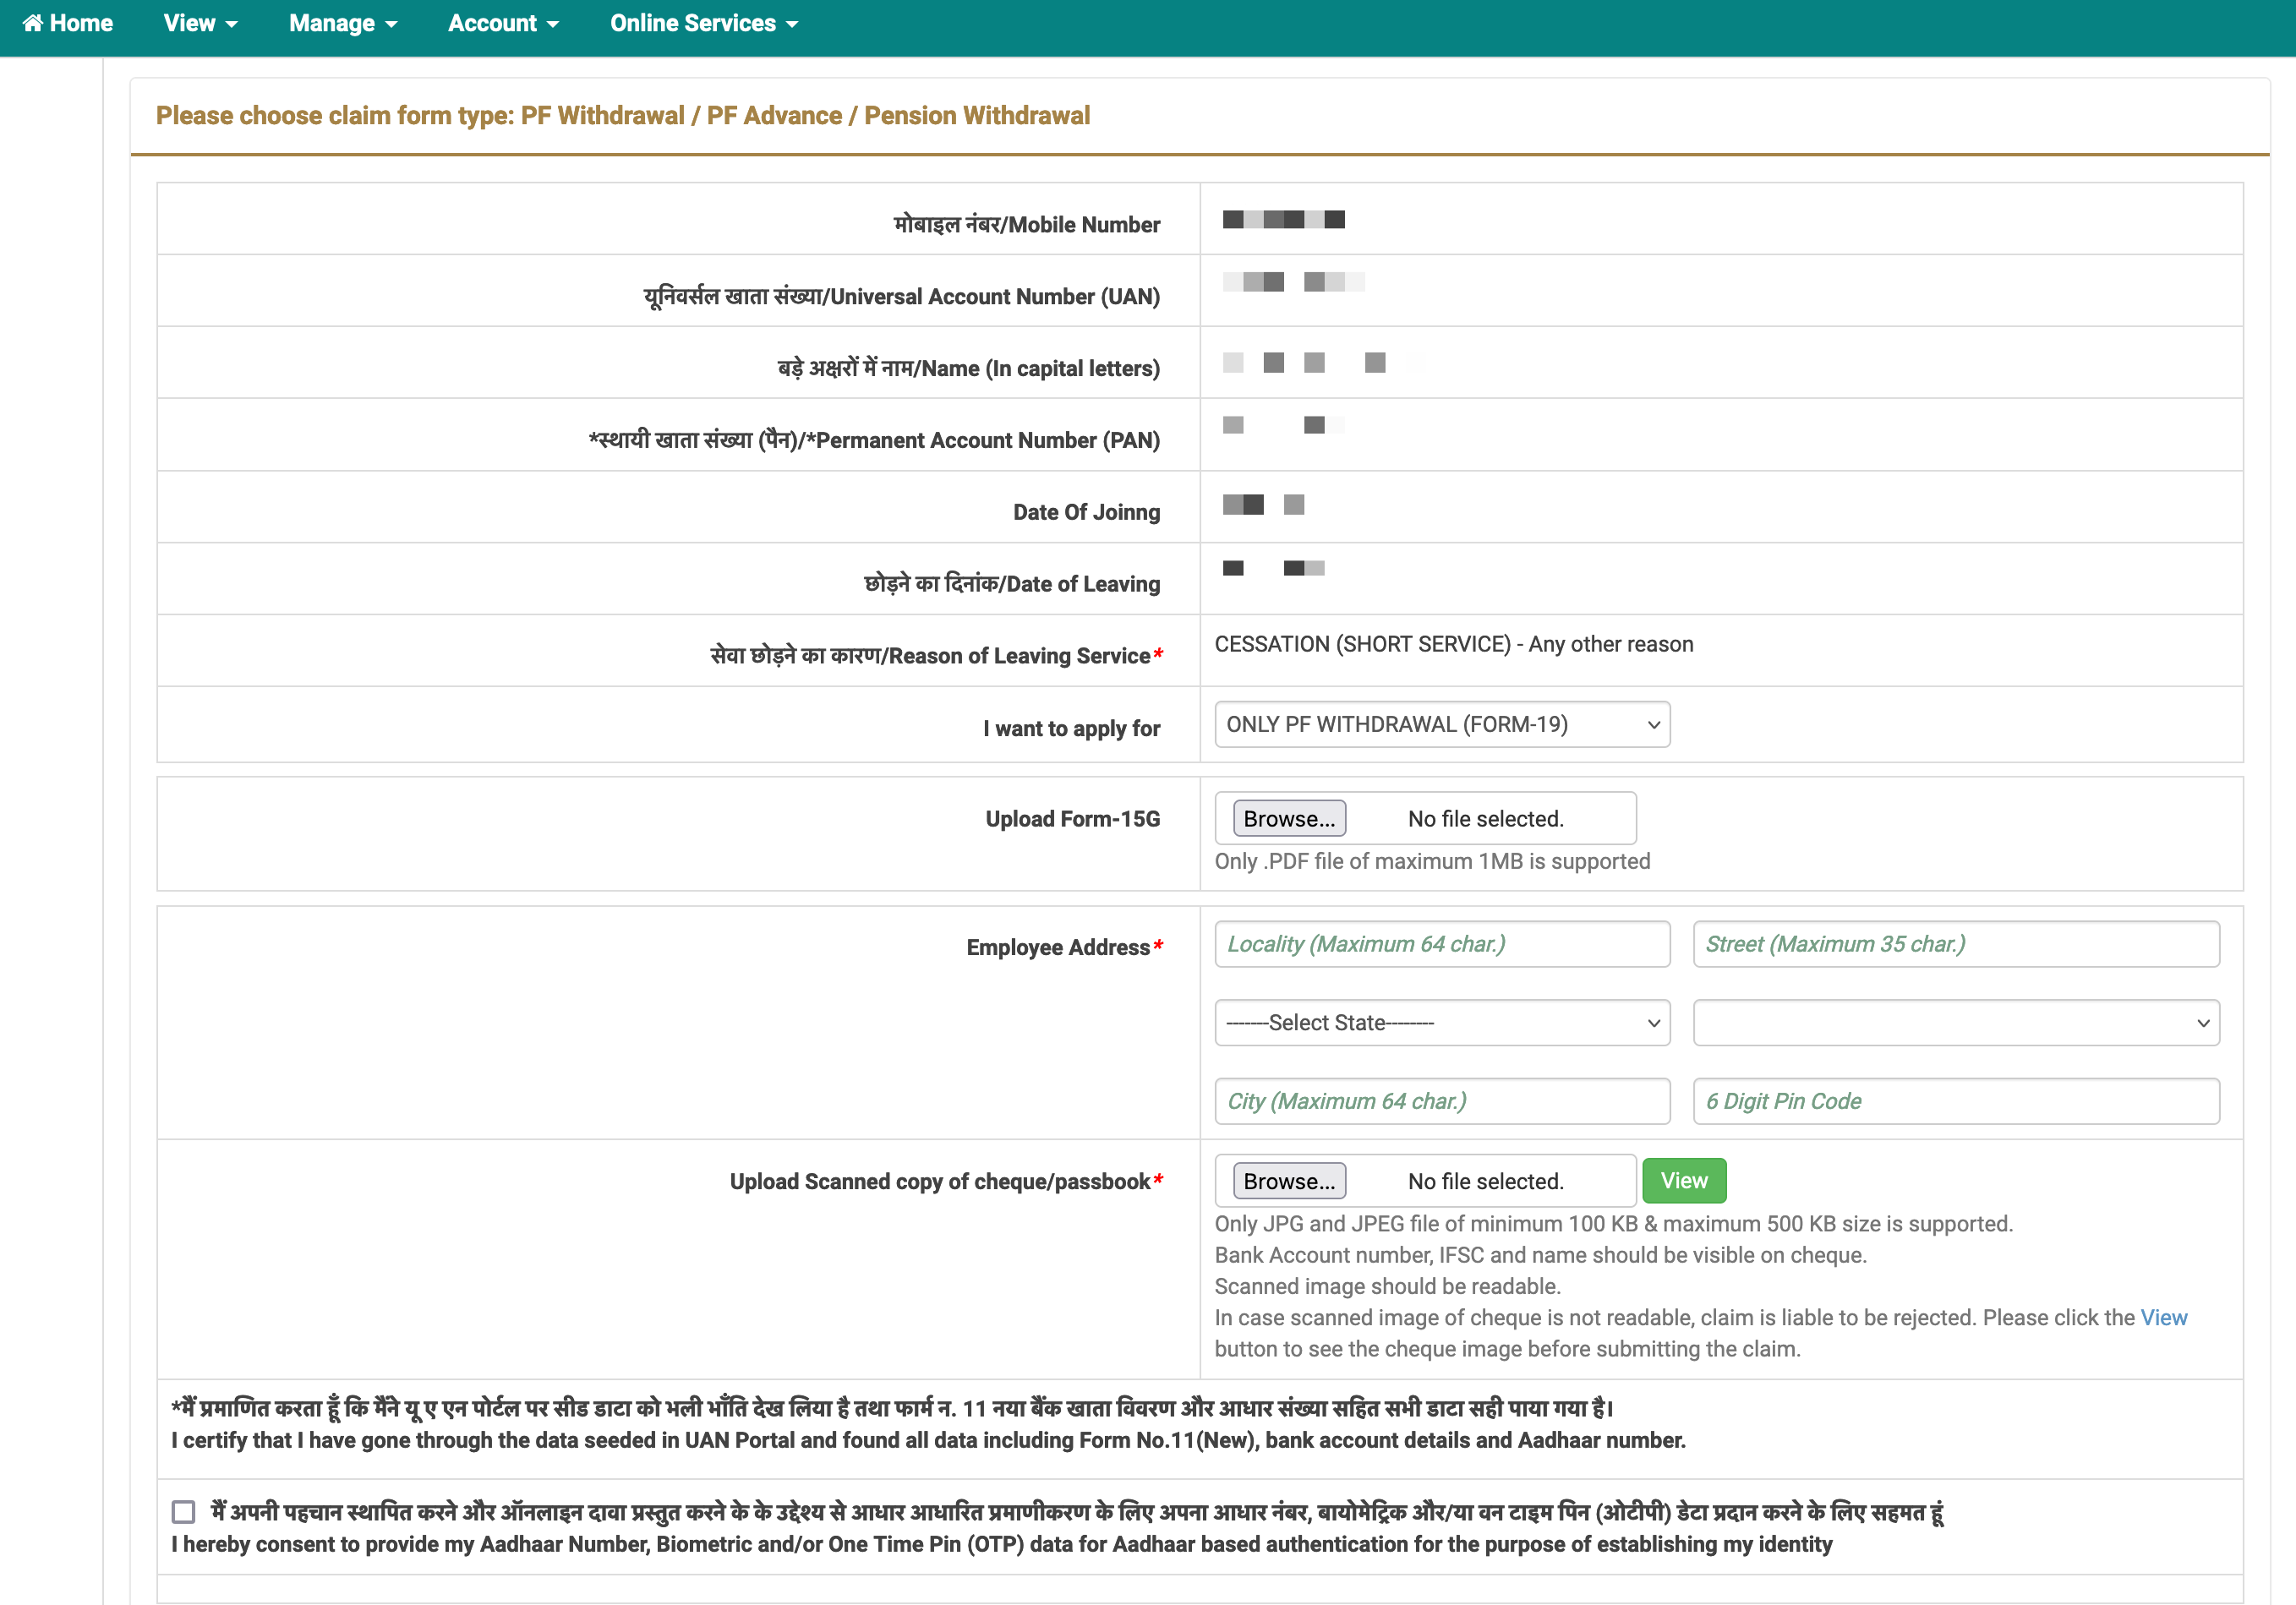 Home View Manage Account Online Services
Please choose claim form type: PF Withdrawal / PF Advance / Pension Withdrawal
मोबाइल नंबर/Mobile Number
यूनिवर्सल खाता संख्या/Universal Account Number (UAN)
बड़े अक्षरों में नाम/Name (In capital letters)
*स्थायी खाता संख्या (पैन)/*Permanent Account Number (PAN)
Date Of Joinng
छोड़ने का दिनांक/Date of Leaving
सेवा छोड़ने का कारण/Reason of Leaving Service* CESSATION (SHORT SERVICE) - Any other reason
I want to apply for ONLY PF WITHDRAWAL (FORM-19)
Upload Form-15G Browse... No file selected.
Only .PDF file of maximum 1MB is supported
Employee Address* Locality (Maximum 64 char.) Street (Maximum 35 char.)
-------Select State--------
City (Maximum 64 char.) 6 Digit Pin Code
Upload Scanned copy of cheque/passbook* Browse... No file selected. View
Only JPG and JPEG file of minimum 100 KB & maximum 500 KB size is supported.
Bank Account number, IFSC and name should be visible on cheque.
Scanned image should be readable.
In case scanned image of cheque is not readable, claim is liable to be rejected. Please click the View
button to see the cheque image before submitting the claim.
*मैं प्रमाणित करता हूँ कि मैंने यू ए एन पोर्टल पर सीड डाटा को भली भाँति देख लिया है तथा फार्म न. 11 नया बैंक खाता विवरण और आधार संख्या सहित सभी डाटा सही पाया गया है।
I certify that I have gone through the data seeded in UAN Portal and found all data including Form No.11(New), bank account details and Aadhaar number.
मैं अपनी पहचान स्थापित करने और ऑनलाइन दावा प्रस्तुत करने के के उद्देश्य से आधार आधारित प्रमाणीकरण के लिए अपना आधार नंबर, बायोमेट्रिक और/या वन टाइम पिन (ओटीपी) डेटा प्रदान करने के लिए सहमत हूं
I hereby consent to provide my Aadhaar Number, Biometric and/or One Time Pin (OTP) data for Aadhaar based authentication for the purpose of establishing my identity